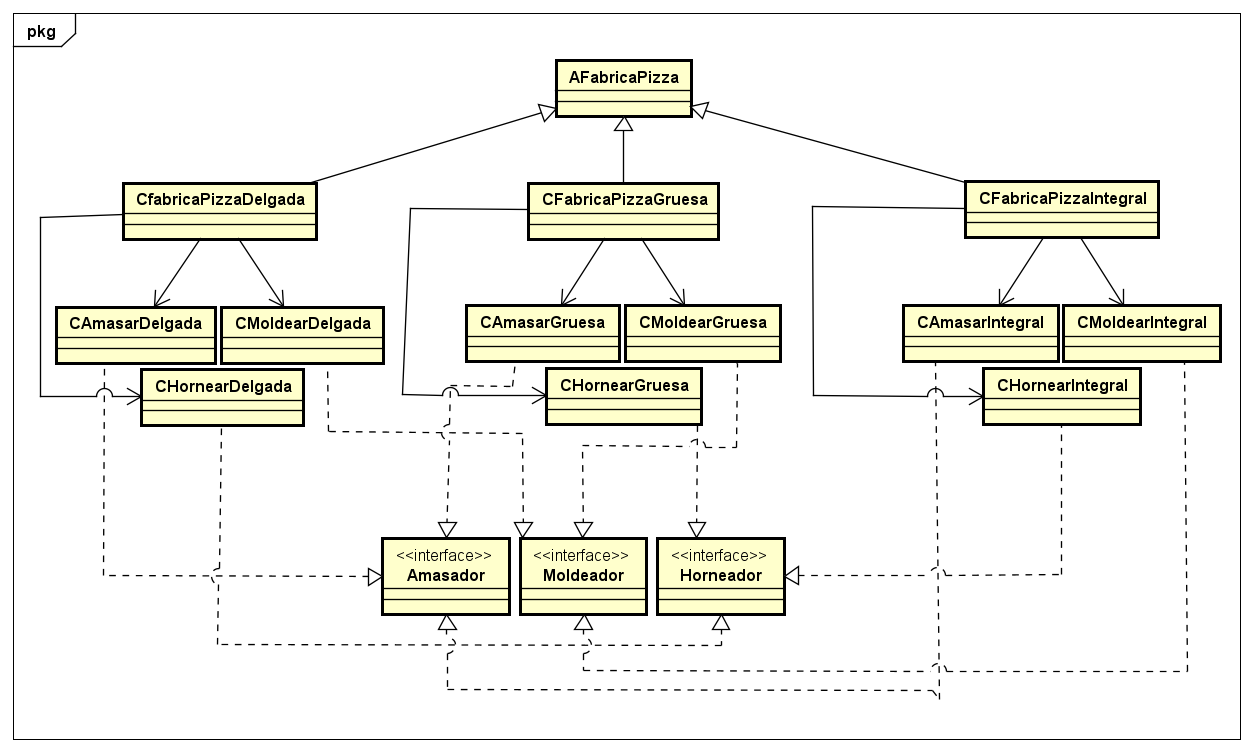 pkg
AFabricaPizza
CfabricaPizzaDelgada
CFabricaPizzaGruesa
CFabricaPizzaIntegral
CAmasarDelgada
CMoldearDelgada
CHornearDelgada
CAmasarGruesa
CMoldearGruesa
CHornearGruesa
CAmasarIntegral
CMoldearIntegral
CHornearIntegral
<<interface>>
Amasador
<<interface>>
Moldeador
<<interface>>
Horneador